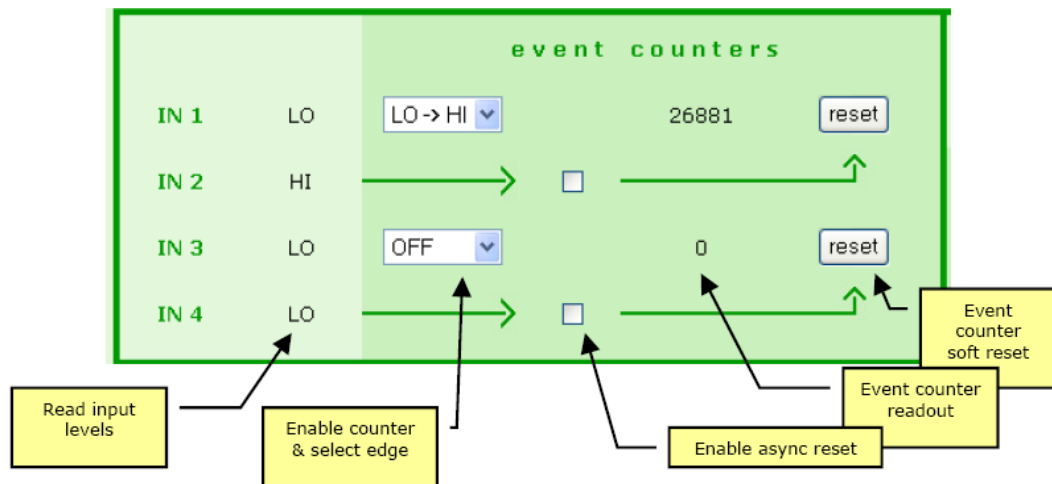 event counters
IN 1 LO LO -> HI 26881 reset
IN 2 HI
IN 3 LO OFF 0 reset
IN 4 LO
Event
counter
soft reset
Event counter
readout
Read input
levels
Enable counter
& select edge
Enable async reset